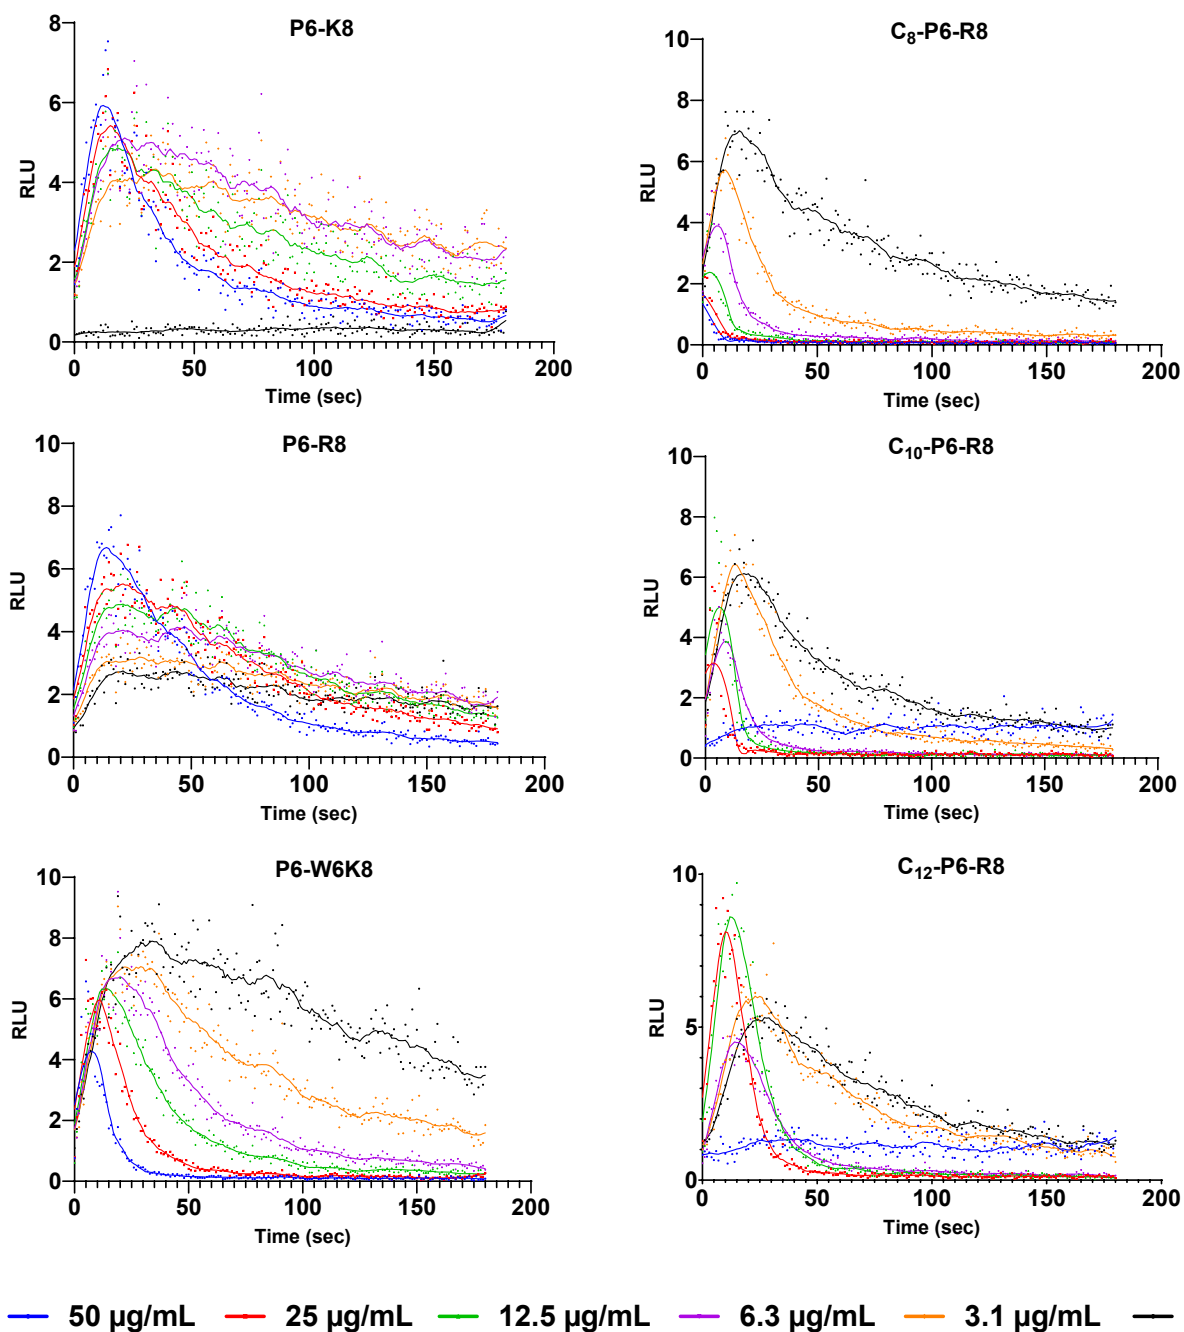 P6-K8
8
6
4
2
0
RLU
0 50 100 150 200
Time (sec)
C8-P6-R8
10
8
6
4
2
0
RLU
0 50 100 150 200
Time (sec)
P6-R8
10
8
6
4
2
0
RLU
0 50 100 150 200
Time (sec)
C10-P6-R8
10
8
6
4
2
0
RLU
0 50 100 150 200
Time (sec)
P6-W6K8
10
8
6
4
2
0
RLU
0 50 100 150 200
Time (sec)
C12-P6-R8
10
5
0
RLU
0 50 100 150 200
Time (sec)
50 µg/mL 25 µg/mL 12.5 µg/mL 6.3 µg/mL 3.1 µg/mL